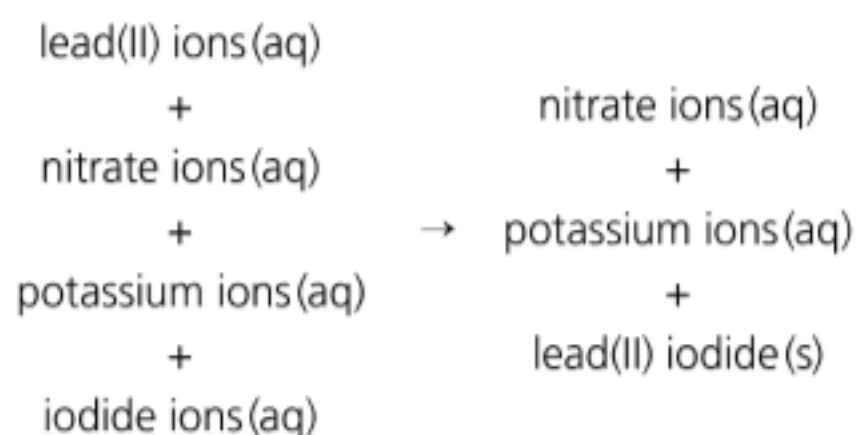 lead(II) ions(aq)
+
nitrate ions(aq)
+
potassium ions(aq)
+
iodide ions(aq)
→
nitrate ions(aq)
+
potassium ions(aq)
+
lead(II) iodide(s)